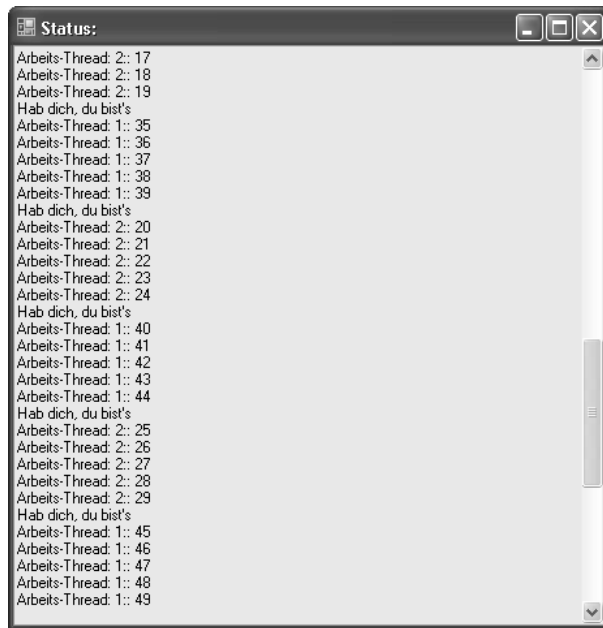 Status:
Arbeits-Thread: 2:: 17
Arbeits-Thread: 2:: 18
Arbeits-Thread: 2:: 19
Hab dich, du bist's
Arbeits-Thread: 1:: 35
Arbeits-Thread: 1:: 36
Arbeits-Thread: 1:: 37
Arbeits-Thread: 1:: 38
Arbeits-Thread: 1:: 39
Hab dich, du bist's
Arbeits-Thread: 2:: 20
Arbeits-Thread: 2:: 21
Arbeits-Thread: 2:: 22
Arbeits-Thread: 2:: 23
Arbeits-Thread: 2:: 24
Hab dich, du bist's
Arbeits-Thread: 1:: 40
Arbeits-Thread: 1:: 41
Arbeits-Thread: 1:: 42
Arbeits-Thread: 1:: 43
Arbeits-Thread: 1:: 44
Hab dich, du bist's
Arbeits-Thread: 2:: 25
Arbeits-Thread: 2:: 26
Arbeits-Thread: 2:: 27
Arbeits-Thread: 2:: 28
Arbeits-Thread: 2:: 29
Hab dich, du bist's
Arbeits-Thread: 1:: 45
Arbeits-Thread: 1:: 46
Arbeits-Thread: 1:: 47
Arbeits-Thread: 1:: 48
Arbeits-Thread: 1:: 49